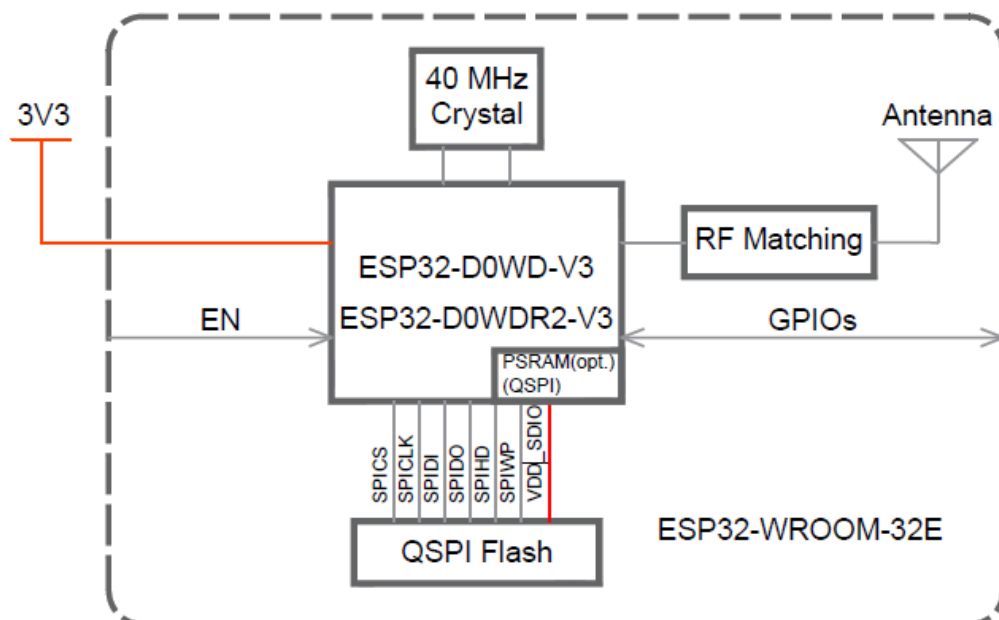 40 MHz
Crystal
3V3
Antenna
RF Matching
ESP32-D0WD-V3
ESP32-D0WDR2-V3
EN
GPIOs
PSRAM(opt.)
(QSPI)
SPICS
SPICLK
SPIDI
SPIDO
SPIHD
SPIWP
VDD_SDIO
QSPI Flash
ESP32-WROOM-32E